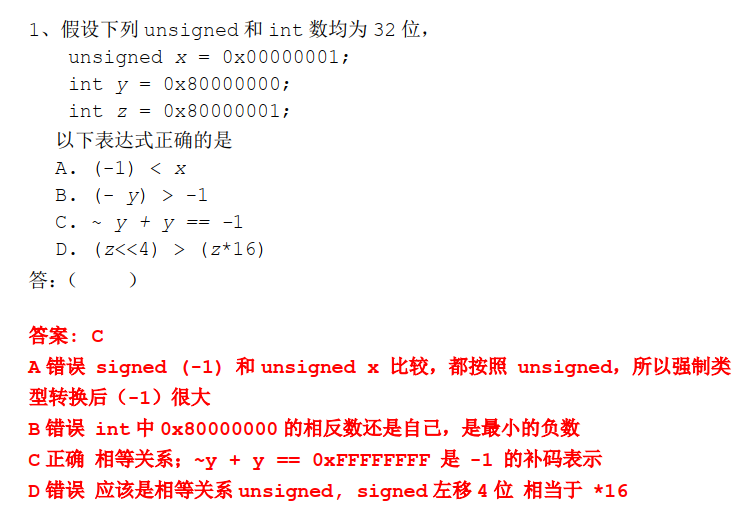 1、假设下列 unsigned 和 int 数均为 32 位，
unsigned x = 0x00000001;
int y = 0x80000000;
int z = 0x80000001;
以下表达式正确的是
A. (-1) < x
B. (- y) > -1
C. ~ y + y == -1
D. (z<<4) > (z*16)
答：（ ）
答案: C
A 错误 signed (-1) 和 unsigned x 比较，都按照 unsigned，所以强制类
型转换后（-1）很大
B 错误 int 中 0x80000000 的相反数还是自己，是最小的负数
C 正确 相等关系；~y + y == 0xFFFFFFFF 是 -1 的补码表示
D 错误 应该是相等关系 unsigned, signed 左移 4 位 相当于 *16